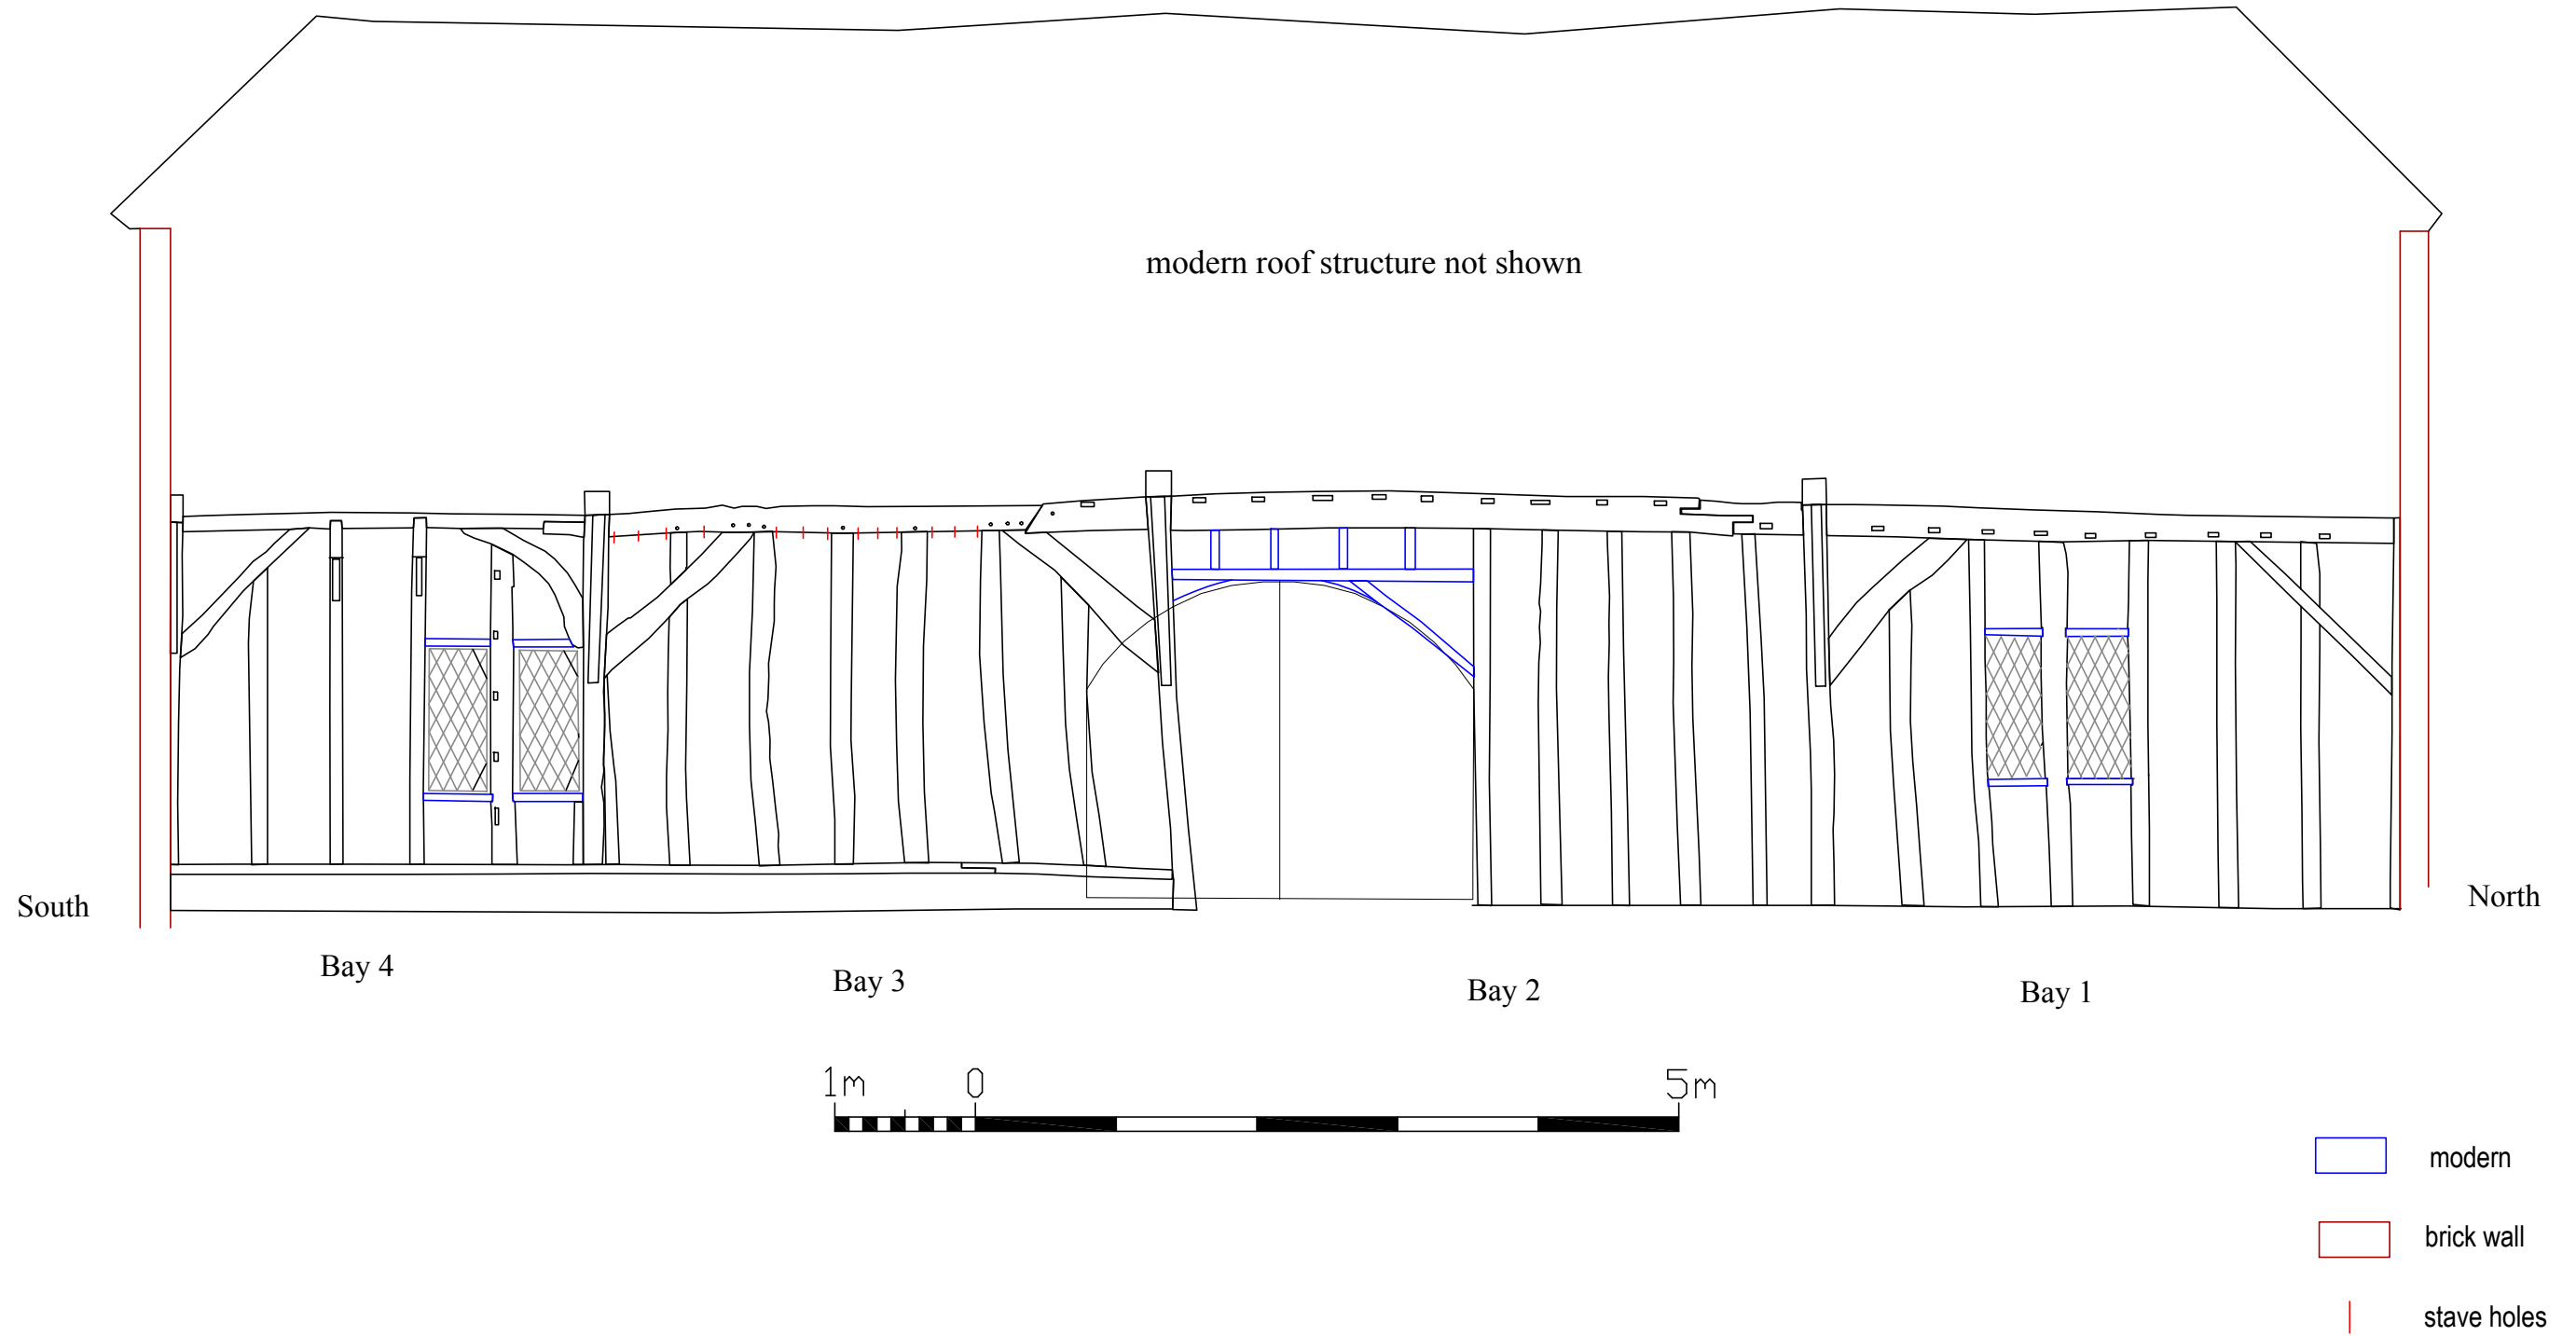 modern roof structure not shown
South
North
Bay 4
Bay 3
Bay 2
Bay 1
1m 0 5m
modern
brick wall
stave holes